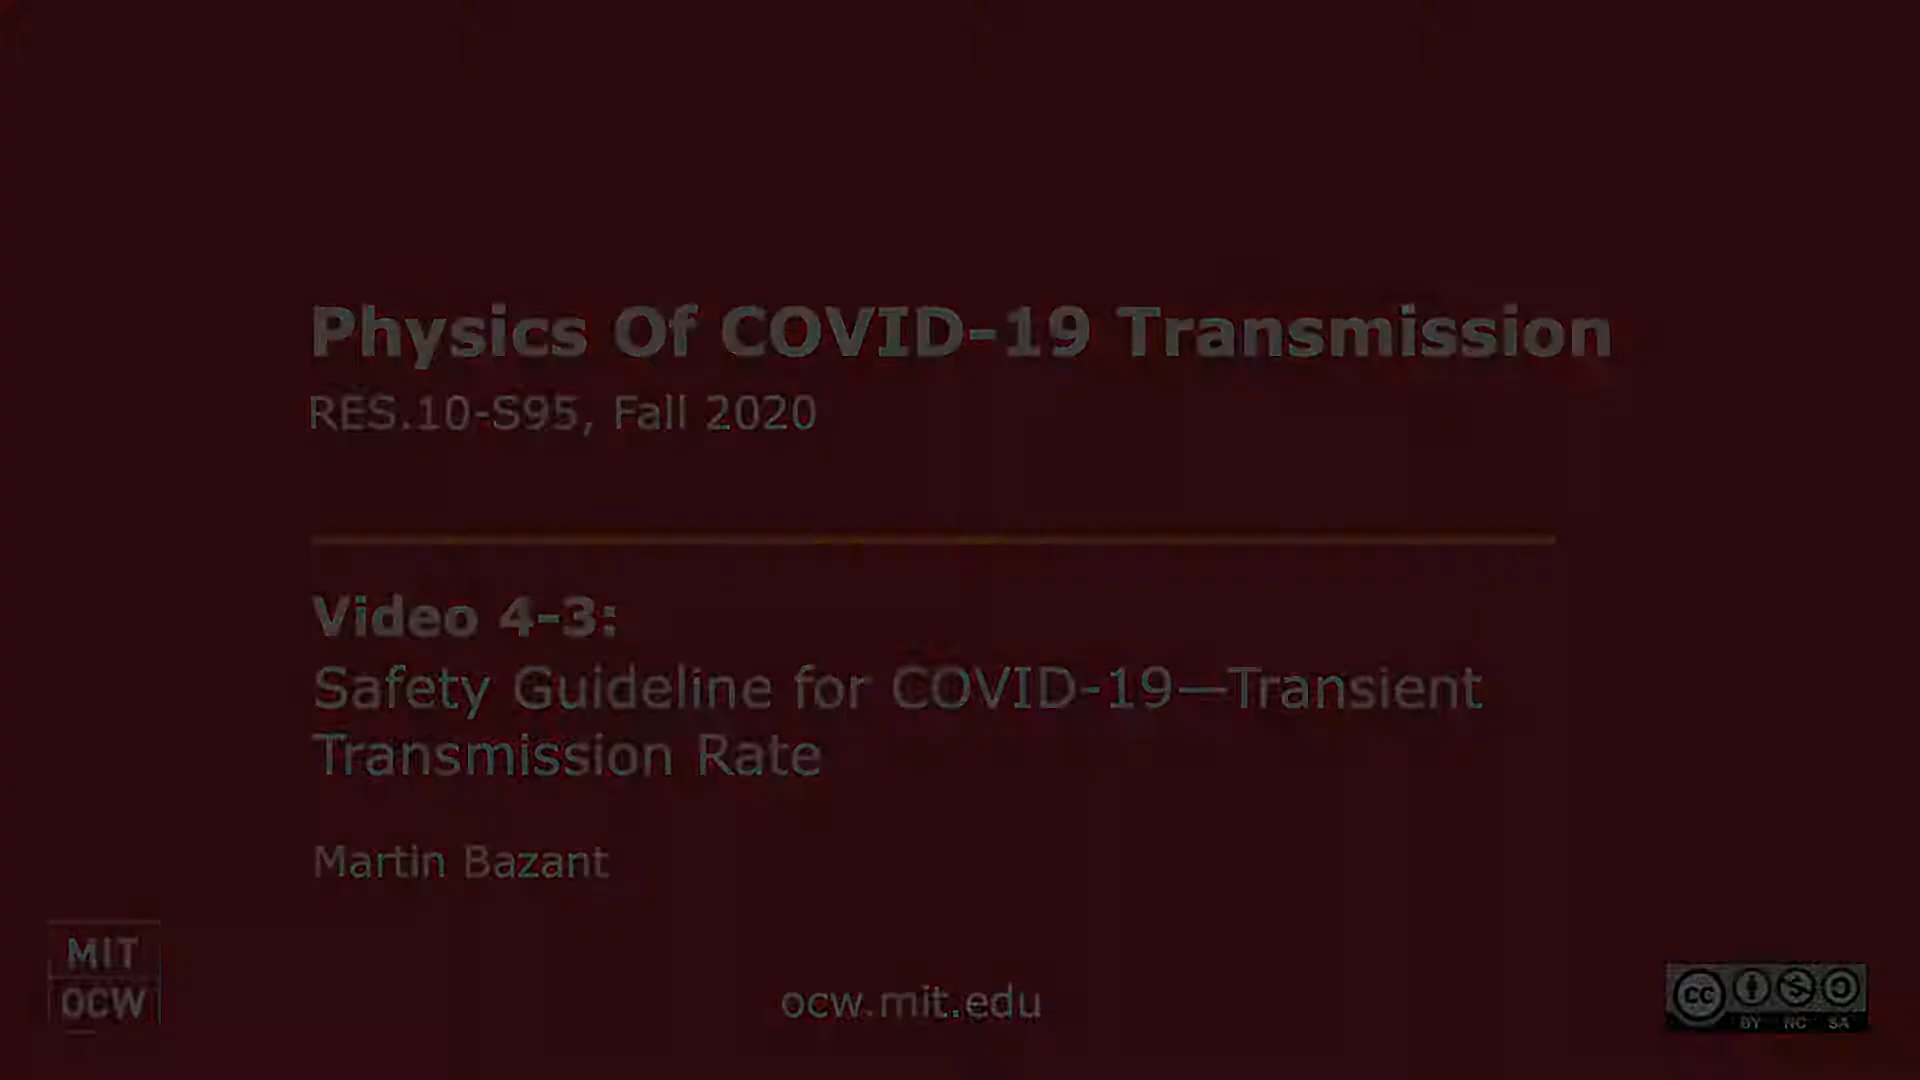 Physics Of COVID-19 Transmission
RES.10-S95, Fall 2020
Video 4-3:
Safety Guideline for COVID-19—Transient
Transmission Rate
Martin Bazant
MIT
OCW
ocw.mit.edu
cc
BY NC SA